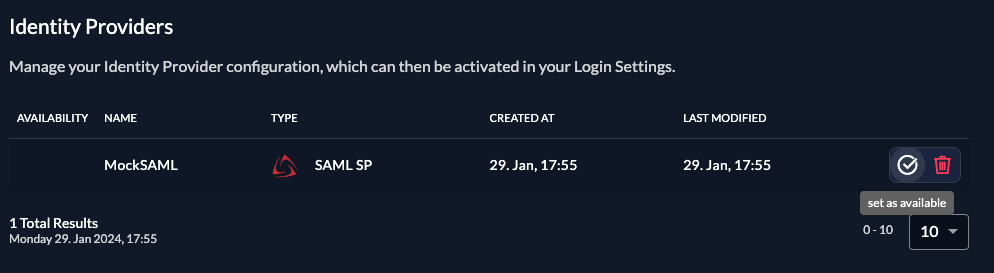 Identity Providers
Manage your Identity Provider configuration, which can then be activated in your Login Settings.
AVAILABILITY NAME TYPE CREATED AT LAST MODIFIED
MockSAML SAML SP 29. Jan, 17:55 29. Jan, 17:55
set as available
1 Total Results
Monday 29. Jan 2024, 17:55
0 - 10 10